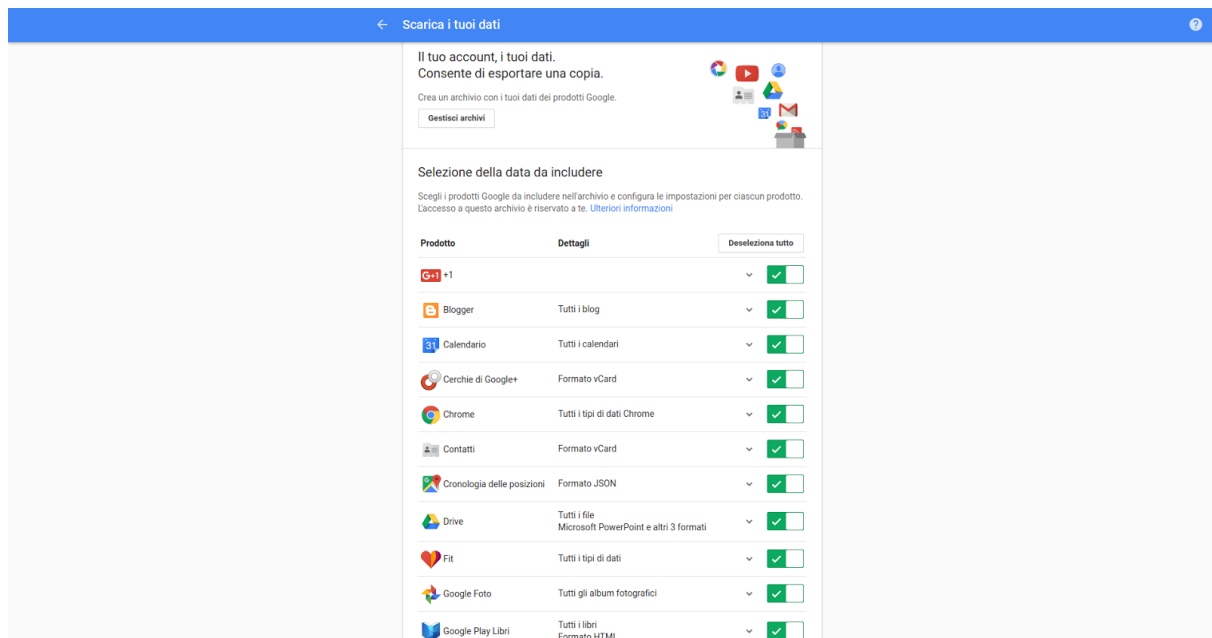 Scarica i tuoi dati
Il tuo account, i tuoi dati.
Consente di esportare una copia.
Crea un archivio con i tuoi dati dei prodotti Google.
Gestisci archivi
31
Selezione della data da includere
Scegli i prodotti Google da includere nell'archivio e configura le impostazioni per ciascun prodotto.
L'accesso a questo archivio è riservato a te. Ulteriori informazioni
Prodotto Dettagli Deseleziona tutto
G+1 +1
Blogger Tutti i blog
31 Calendario Tutti i calendari
Cerchie di Google+ Formato vCard
Chrome Tutti i tipi di dati Chrome
Contatti Formato vCard
Cronologia delle posizioni Formato JSON
Drive Tutti i file
Microsoft PowerPoint e altri 3 formati
Fit Tutti i tipi di dati
Google Foto Tutti gli album fotografici
Google Play Libri Tutti i libri
Formato HTML